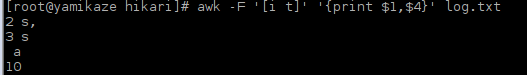 [root@yamikaze hikari]# awk -F '[i t]' '{print $1,$4}' log.txt
2 s,
3 s
 a
10